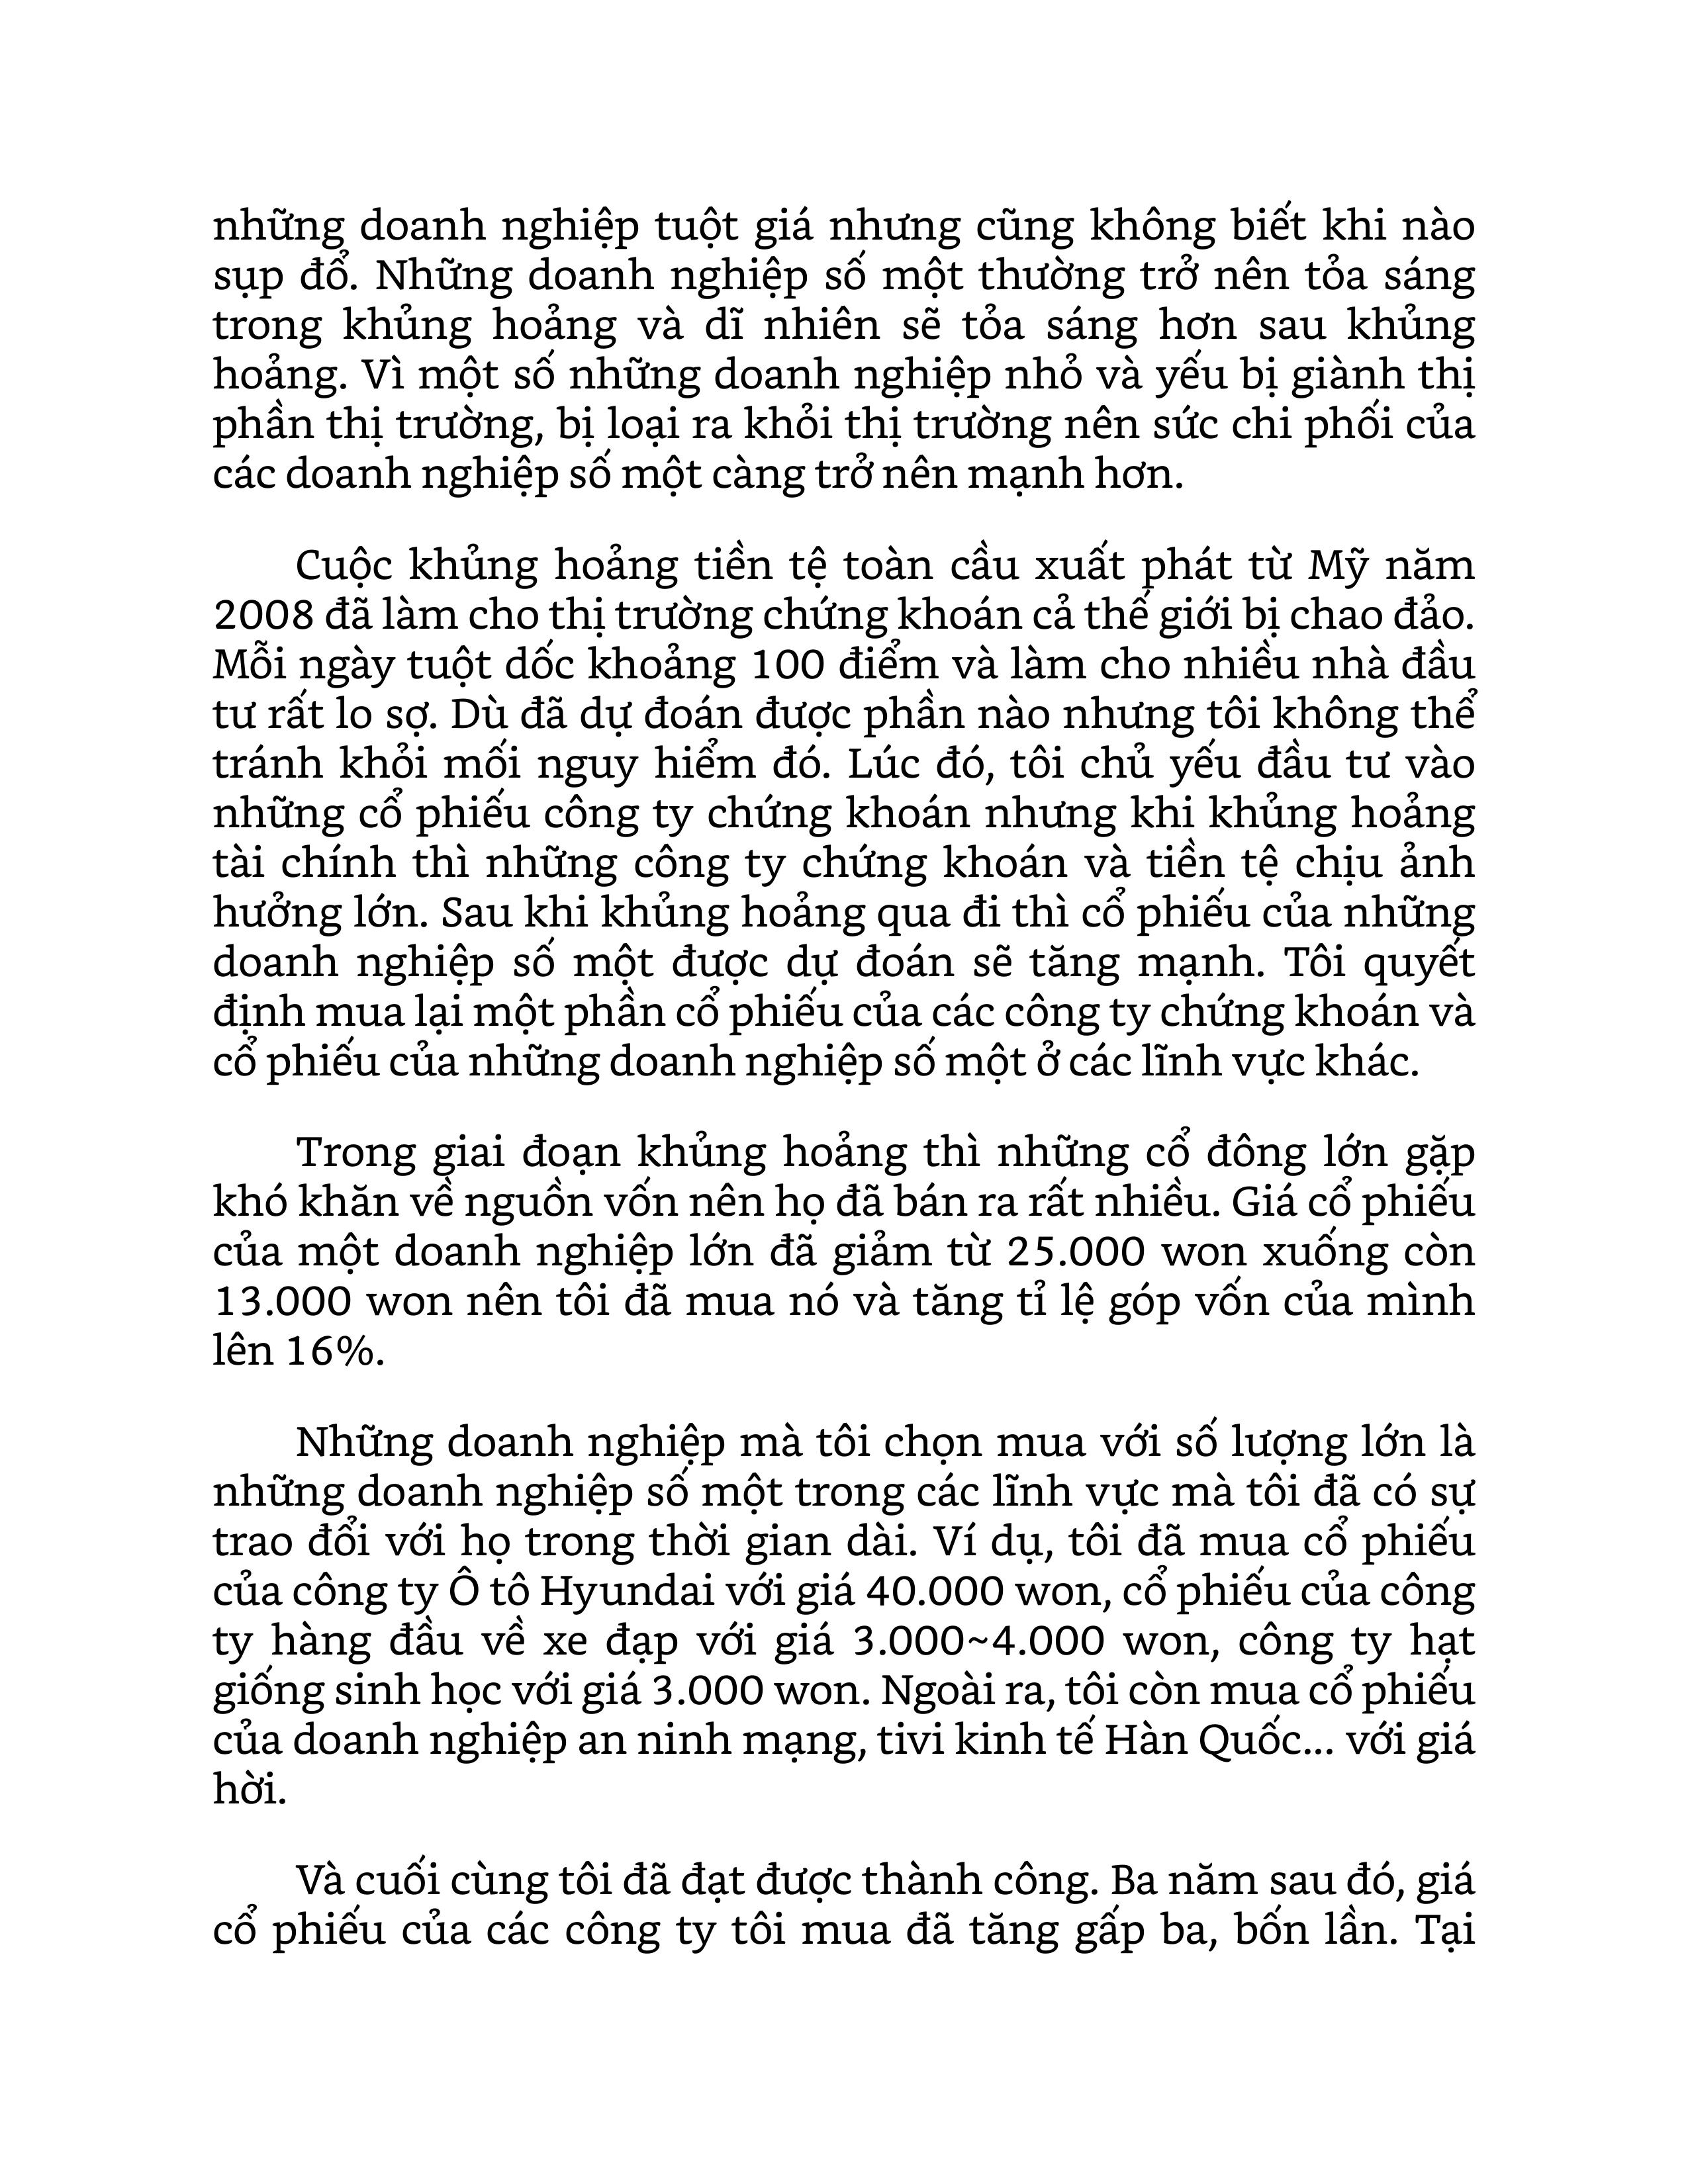 những doanh nghiệp tuột giá nhưng cũng không biết khi nào
sụp đổ. Những doanh nghiệp số một thường trở nên tỏa sáng
trong khủng hoảng và dĩ nhiên sẽ tỏa sáng hơn sau khủng
hoảng. Vì một số những doanh nghiệp nhỏ và yếu bị giành thị
phần thị trường, bị loại ra khỏi thị trường nên sức chi phối của
các doanh nghiệp số một càng trở nên mạnh hơn.
Cuộc khủng hoảng tiền tệ toàn cầu xuất phát từ Mỹ năm
2008 đã làm cho thị trường chứng khoán cả thế giới bị chao đảo.
Mỗi ngày tuột dốc khoảng 100 điểm và làm cho nhiều nhà đầu
tư rất lo sợ. Dù đã dự đoán được phần nào nhưng tôi không thể
tránh khỏi mối nguy hiểm đó. Lúc đó, tôi chủ yếu đầu tư vào
những cổ phiếu công ty chứng khoán nhưng khi khủng hoảng
tài chính thì những công ty chứng khoán và tiền tệ chịu ảnh
hưởng lớn. Sau khi khủng hoảng qua đi thì cổ phiếu của những
doanh nghiệp số một được dự đoán sẽ tăng mạnh. Tôi quyết
định mua lại một phần cổ phiếu của các công ty chứng khoán và
cổ phiếu của những doanh nghiệp số một ở các lĩnh vực khác.
Trong giai đoạn khủng hoảng thì những cổ đông lớn gặp
khó khăn về nguồn vốn nên họ đã bán ra rất nhiều. Giá cổ phiếu
của một doanh nghiệp lớn đã giảm từ 25.000 won xuống còn
13.000 won nên tôi đã mua nó và tăng tỉ lệ góp vốn của mình
lên 16%.
Những doanh nghiệp mà tôi chọn mua với số lượng lớn là
những doanh nghiệp số một trong các lĩnh vực mà tôi đã có sự
trao đổi với họ trong thời gian dài. Ví dụ, tôi đã mua cổ phiếu
của công ty Ô tô Hyundai với giá 40.000 won, cổ phiếu của công
ty hàng đầu về xe đạp với giá 3.000~4.000 won, công ty hạt
giống sinh học với giá 3.000 won. Ngoài ra, tôi còn mua cổ phiếu
của doanh nghiệp an ninh mạng, tivi kinh tế Hàn Quốc... với giá
hời.
Và cuối cùng tôi đã đạt được thành công. Ba năm sau đó, giá
cổ phiếu của các công ty tôi mua đã tăng gấp ba, bốn lần. Tại